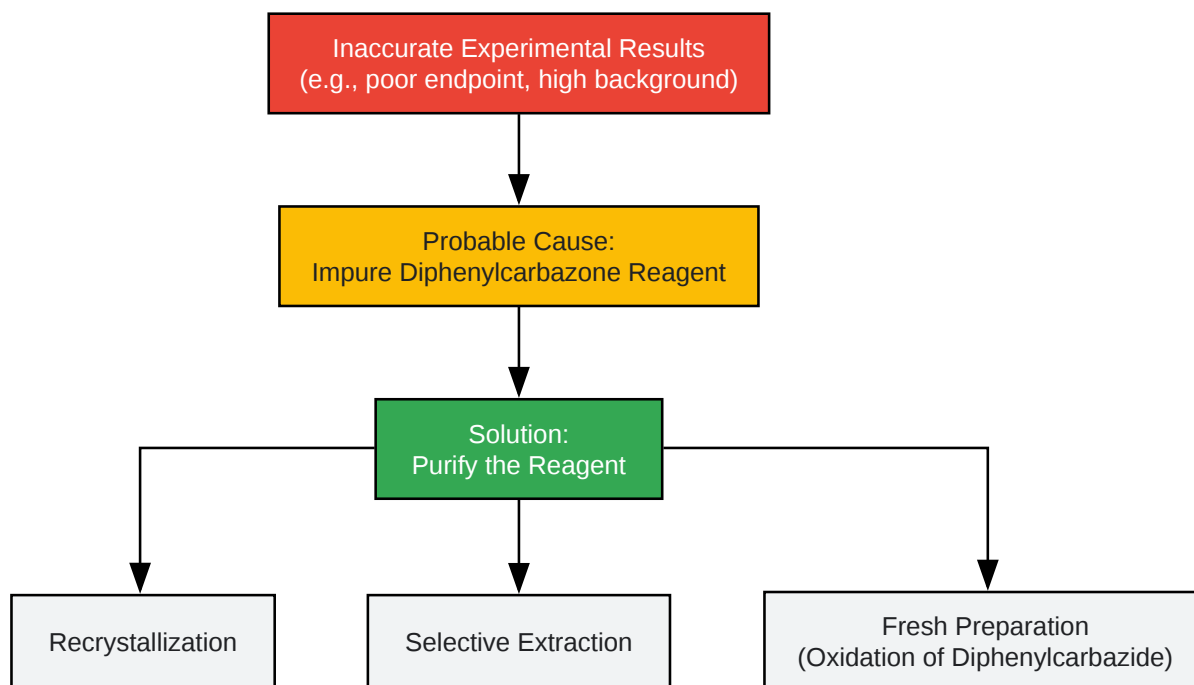 Inaccurate Experimental Results
(e.g., poor endpoint, high background)
Probable Cause:
Impure Diphenylcarbazone Reagent
Solution:
Purify the Reagent
Recrystallization
Selective Extraction
Fresh Preparation
(Oxidation of Diphenylcarbazide)